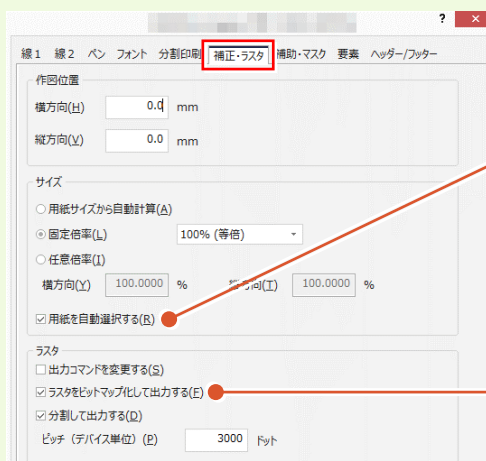 ? ×
線1 線2 ペン フォント 分割印刷 補正・ラスタ 補助・マスク 要素 ヘッダー/フッター
作図位置
横方向(H) 0.0 mm
縦方向(V) 0.0 mm
サイズ
用紙サイズから自動計算(A)
固定倍率(L) 100% (等倍)
任意倍率(I)
横方向(Y) 100.0000 % 方向(T) 100.0000 %
用紙を自動選択する(R)
ラスタ
出力コマンドを変更する(S)
ラスタをビットマップ化して出力する(F)
分割して出力する(D)
ピッチ (デバイス単位) (P) 3000 ドット